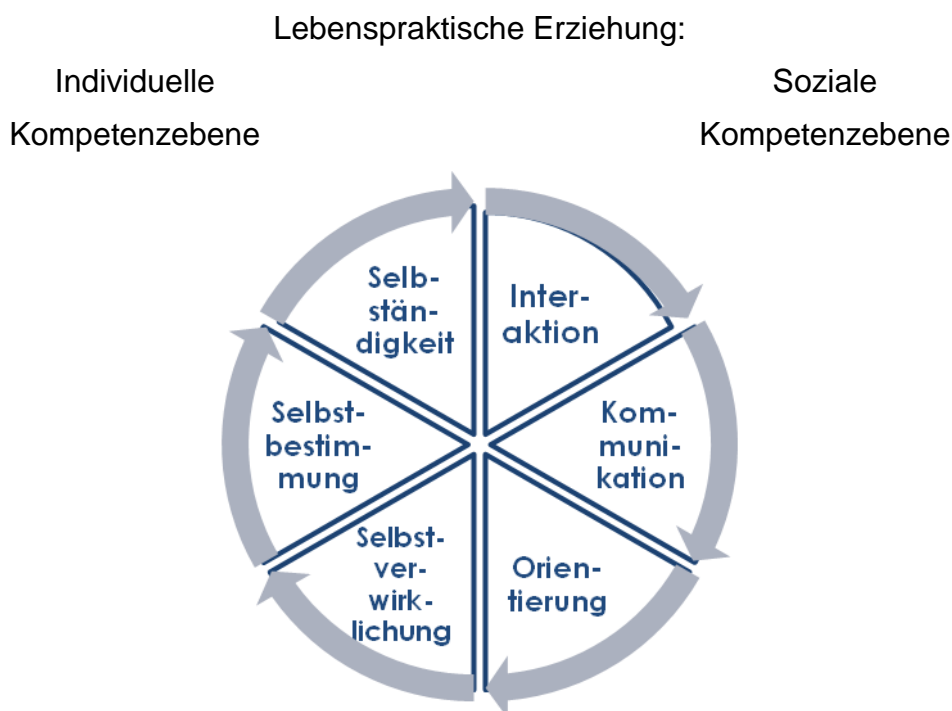 Lebenspraktische Erziehung:
Individuelle
Kompetenzebene
Soziale
Kompetenzebene
Selb-
stän-
digkeit
Inter-
aktion
Selbst-
bestim-
mung
Kom-
muni-
kation
Selbst-
ver-
wirk-
lichung
Orien-
tierung